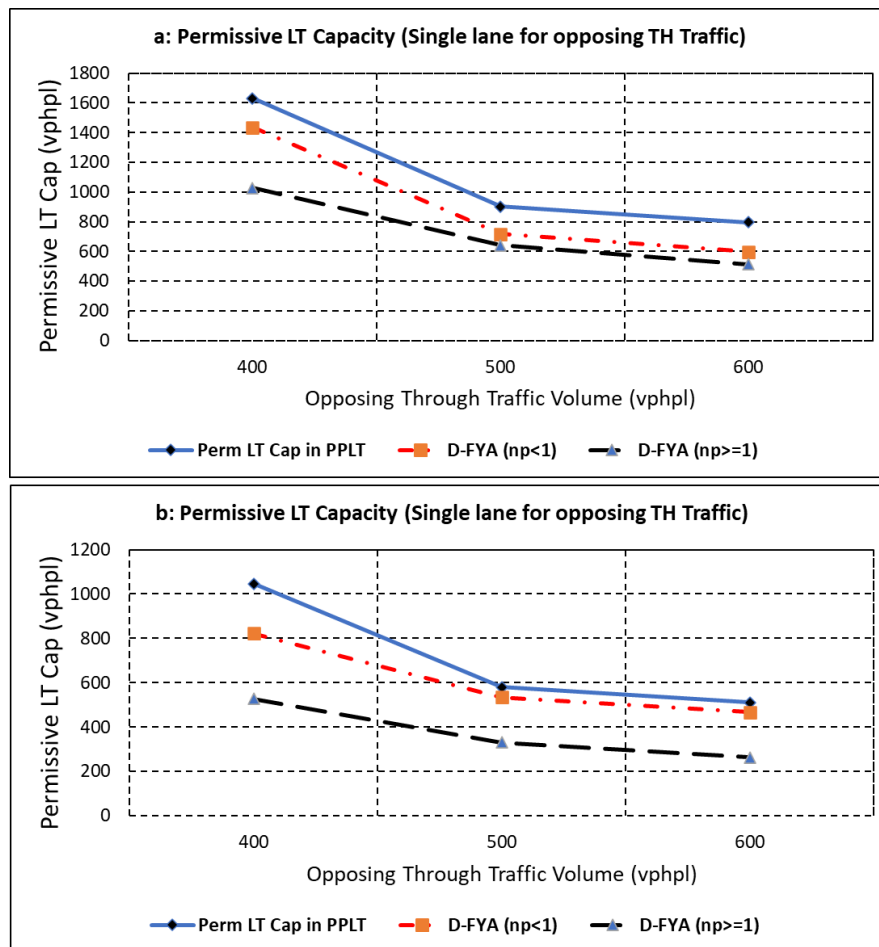 a: Permissive LT Capacity (Single lane for opposing TH Traffic)
Permissive LT Cap (vphpl)
1800
1600
1400
1200
1000
800
600
400
200
0
400 500 600
Opposing Through Traffic Volume (vphpl)
Perm LT Cap in PPLT D-FYA (np<1) D-FYA (np>=1)
b: Permissive LT Capacity (Single lane for opposing TH Traffic)
Permissive LT Cap (vphpl)
1200
1000
800
600
400
200
0
400 500 600
Opposing Through Traffic Volume (vphpl)
Perm LT Cap in PPLT D-FYA (np<1) D-FYA (np>=1)